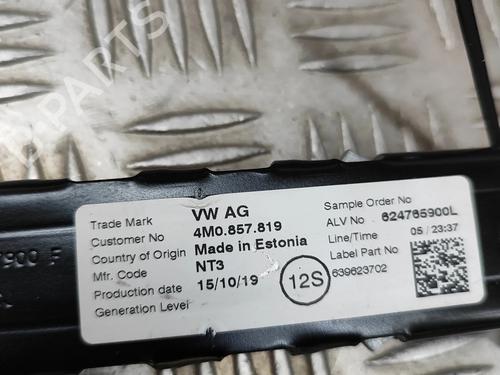 Trade Mark VW AG
Customer No 4M0.857.819
Country of Origin Made in Estonia
Mfr. Code NT3
Production date 15/10/19
Generation Level
12S
Sample Order No
ALV No 624765900L
Line/Time 05 / 23:37
Label Part No
639623702
900 F
B-PARTS